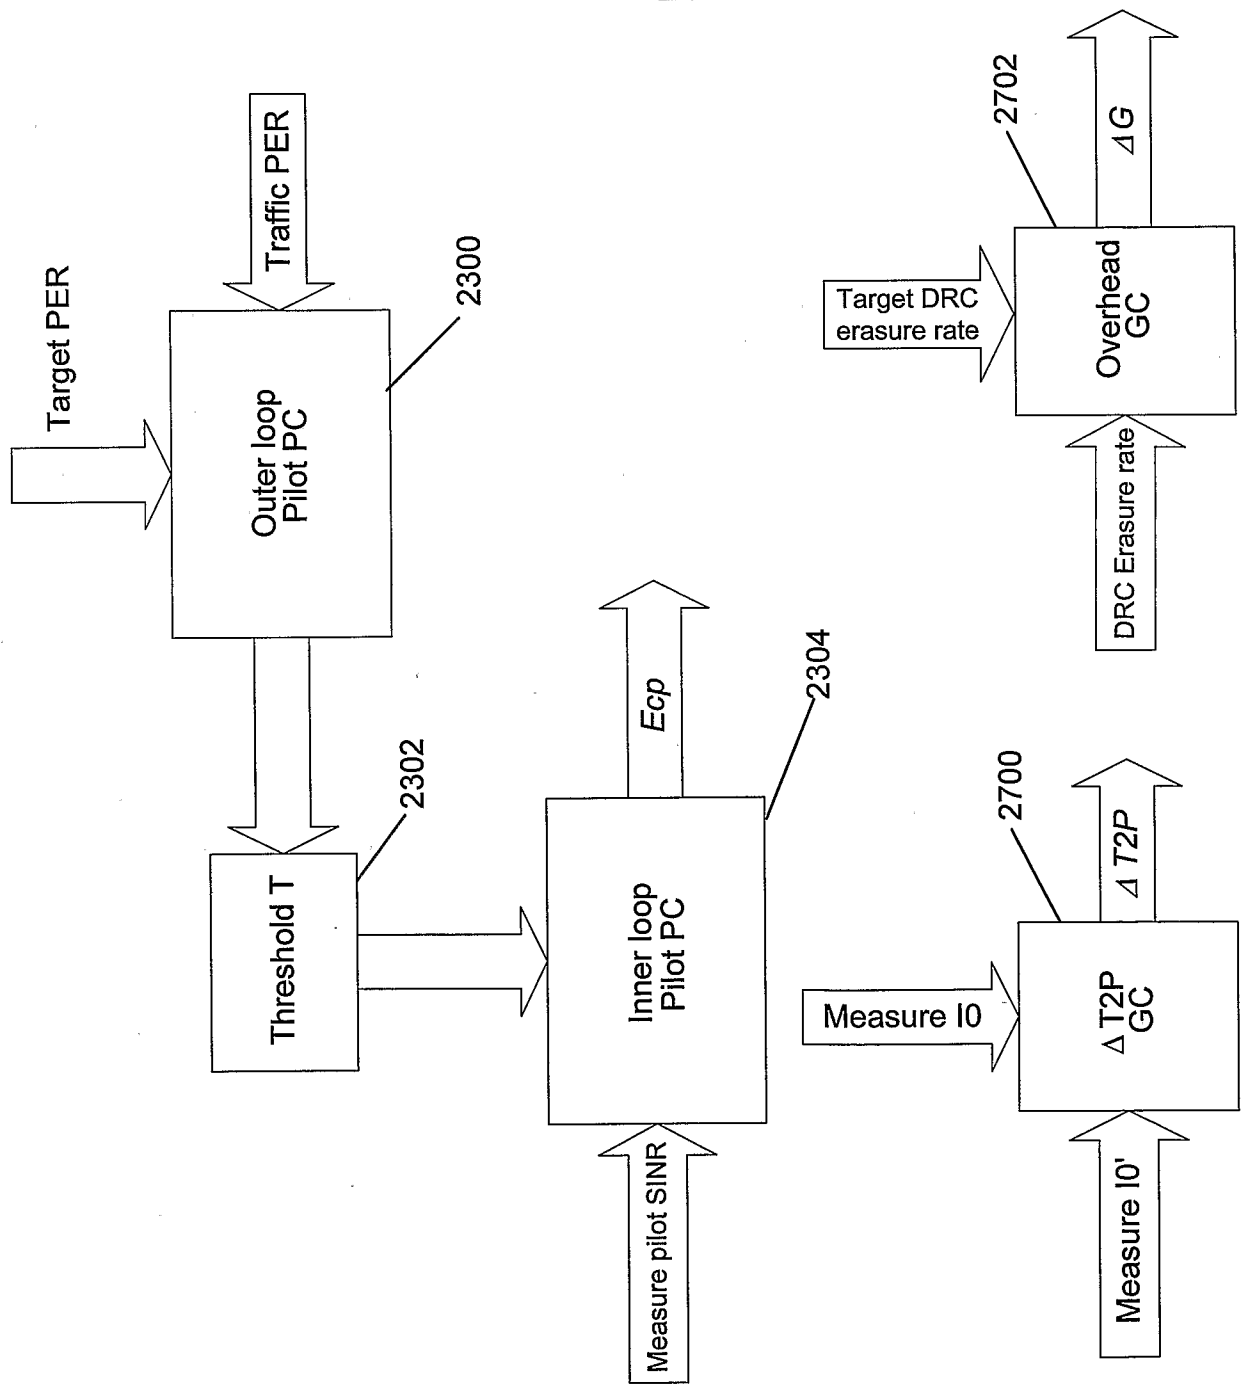 Target PER
Traffic PER
Outer loop
Pilot PC
2300
Threshold T
2302
Measure pilot SINR
Inner loop
Pilot PC
Ecp
2304
Measure I0
Measure I0'
Δ T2P
GC
Δ T2P
2700
Target DRC
erasure rate
DRC Erasure rate
Overhead
GC
ΔG
2702